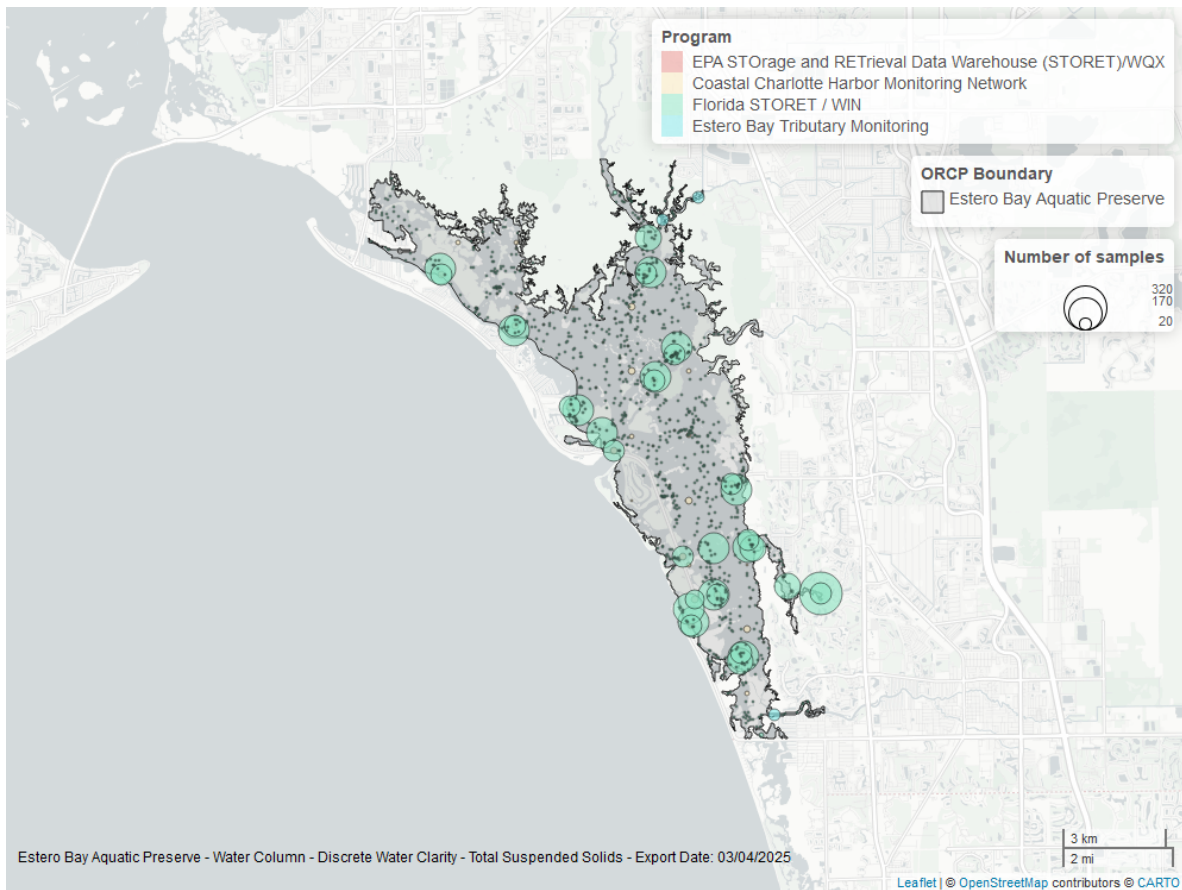 Program
EPA STOrage and RETrieval Data Warehouse (STORET)/WQX
Coastal Charlotte Harbor Monitoring Network
Florida STORET / WIN
Estero Bay Tributary Monitoring
ORCP Boundary
Estero Bay Aquatic Preserve
Number of samples
320
170
20
3 km
2 mi
Estero Bay Aquatic Preserve - Water Column - Discrete Water Clarity - Total Suspended Solids - Export Date: 03/04/2025
Leaflet | © OpenStreetMap contributors © CARTO